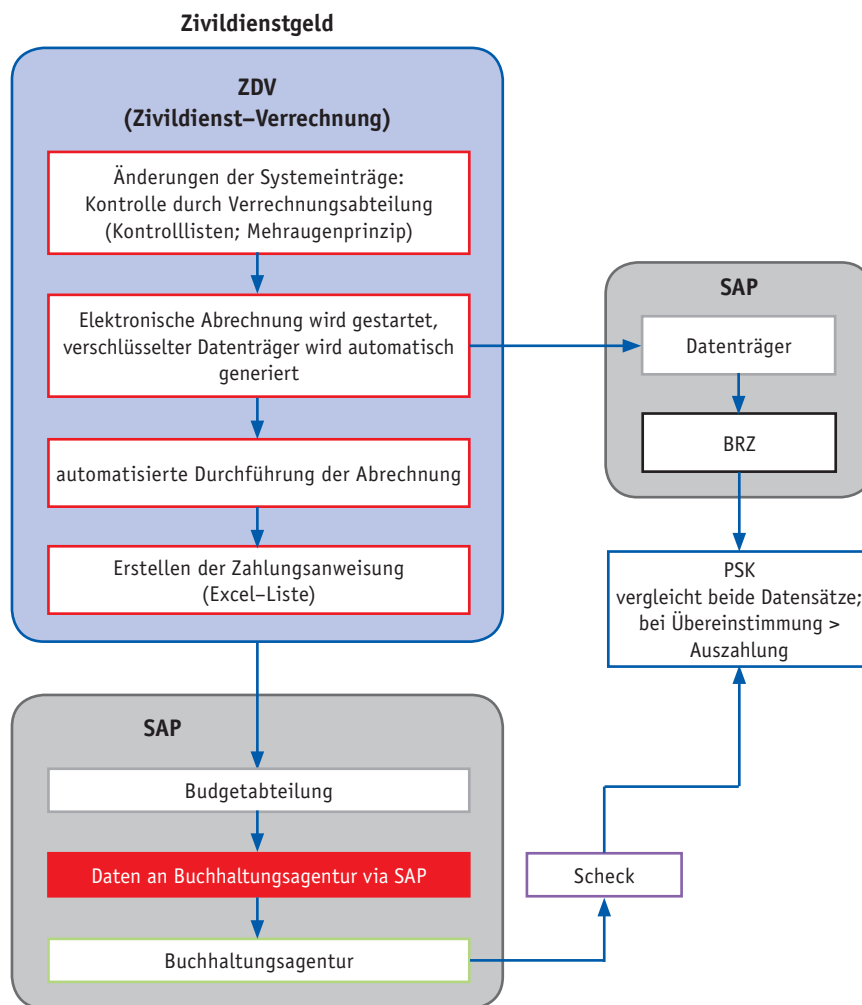 Zivildienstgeld
ZDV
(Zivildienst–Verrechnung)
Änderungen der Systemeinträge:
Kontrolle durch Verrechnungsabteilung
(Kontrolllisten; Mehraugenprinzip)
Elektronische Abrechnung wird gestartet,
verschlüsselter Datenträger wird automatisch
generiert
automatisierte Durchführung der Abrechnung
Erstellen der Zahlungsanweisung
(Excel–Liste)
SAP
Datenträger
BRZ
PSK
vergleicht beide Datensätze;
bei Übereinstimmung >
Auszahlung
SAP
Budgetabteilung
Daten an Buchhaltungsagentur via SAP
Buchhaltungsagentur
Scheck